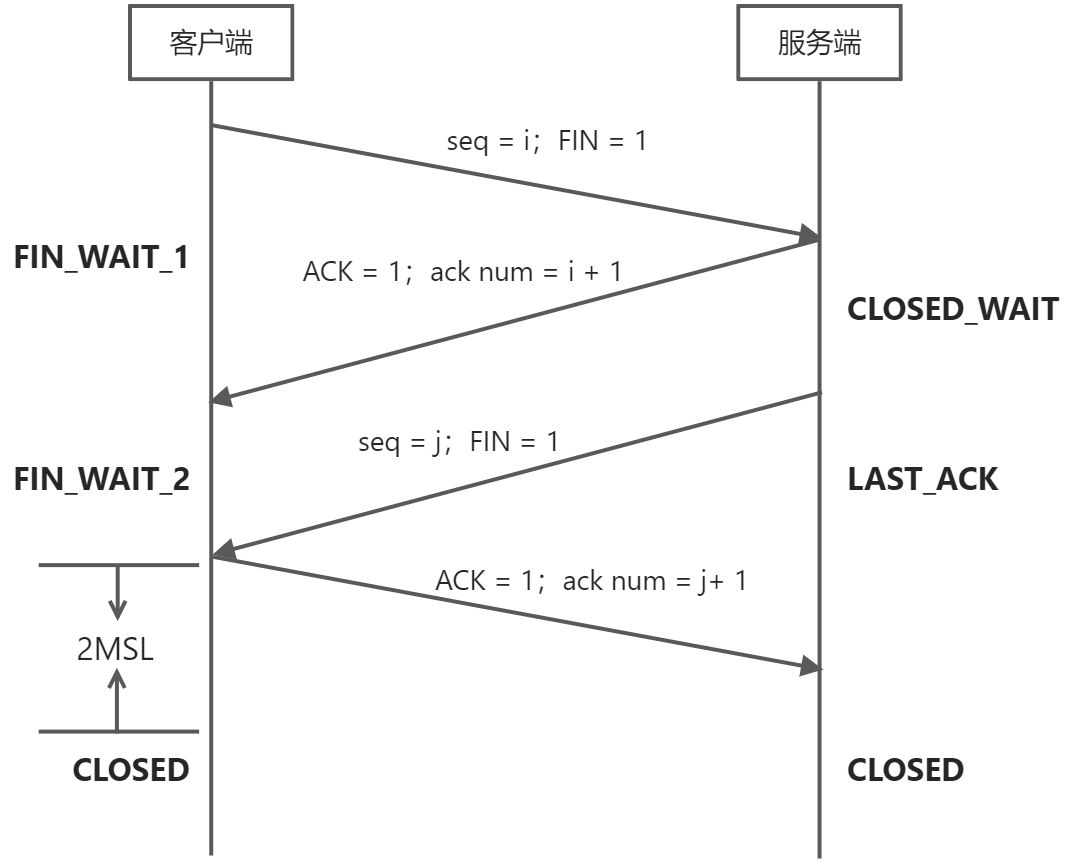 客户端
服务端
seq = i；FIN = 1
FIN_WAIT_1
ACK = 1；ack num = i + 1
CLOSED_WAIT
seq = j；FIN = 1
FIN_WAIT_2
LAST_ACK
ACK = 1；ack num = j+ 1
2MSL
CLOSED
CLOSED